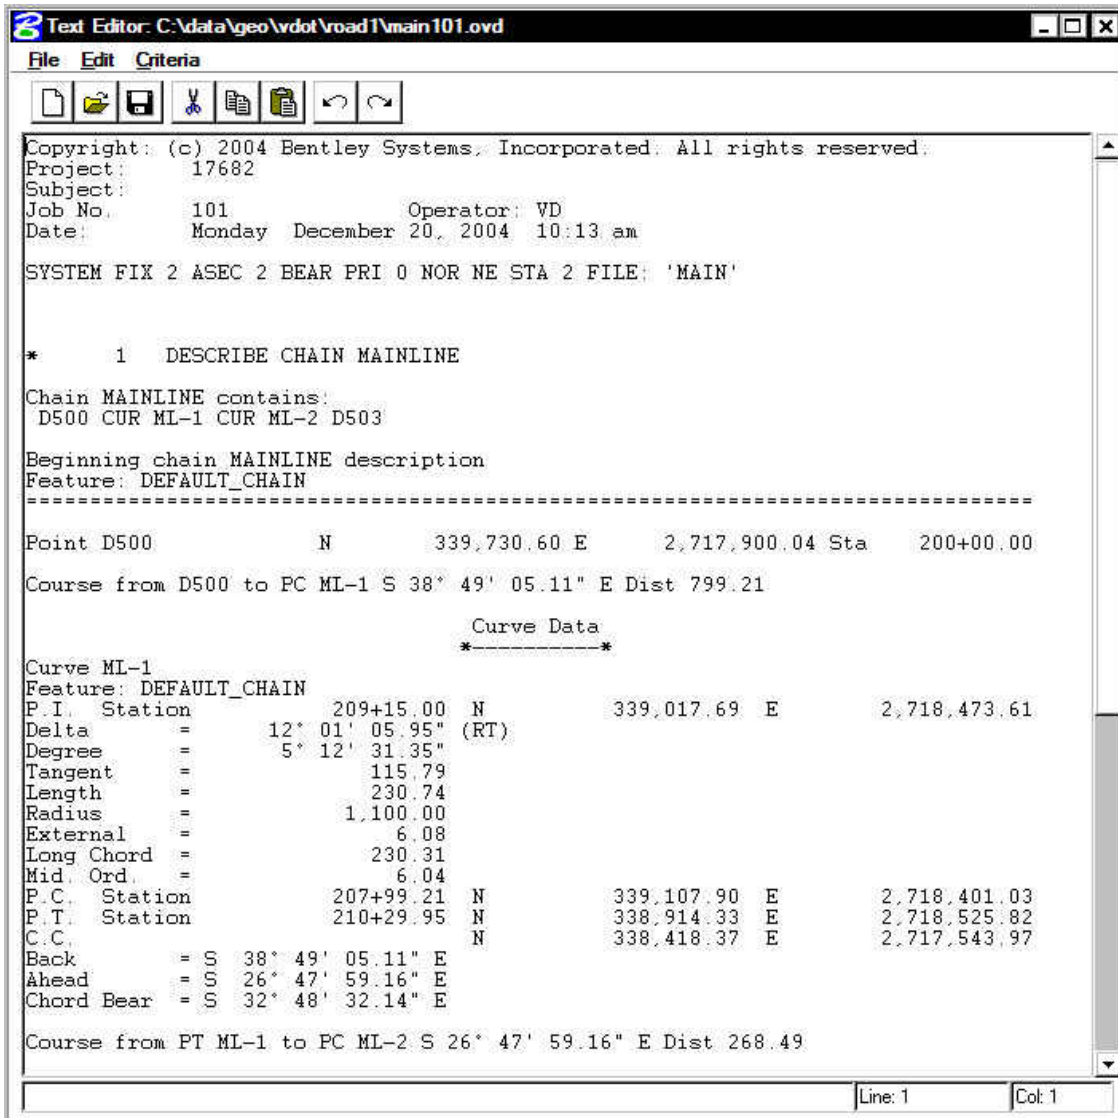 Text Editor: C:\data\geo\vdot\road1\main101.ovd
File Edit Criteria
Copyright: (c) 2004 Bentley Systems, Incorporated. All rights reserved.
Project: 17682
Subject:
Job No. 101 Operator: VD
Date: Monday December 20, 2004 10:13 am
SYSTEM FIX 2 ASEC 2 BEAR PRI 0 NOR NE STA 2 FILE: 'MAIN'
* 1 DESCRIBE CHAIN MAINLINE
Chain MAINLINE contains:
D500 CUR ML-1 CUR ML-2 D503
Beginning chain MAINLINE description
Feature: DEFAULT_CHAIN
===============================================================================
Point D500 N 339,730.60 E 2,717,900.04 Sta 200+00.00
Course from D500 to PC ML-1 S 38° 49' 05.11" E Dist 799.21
Curve Data
*----------*
Curve ML-1
Feature: DEFAULT_CHAIN
P.I. Station 209+15.00 N 339,017.69 E 2,718,473.61
Delta = 12° 01' 05.95" (RT)
Degree = 5° 12' 31.35"
Tangent = 115.79
Length = 230.74
Radius = 1,100.00
External = 6.08
Long Chord = 230.31
Mid. Ord. = 6.04
P.C. Station 207+99.21 N 339,107.90 E 2,718,401.03
P.T. Station 210+29.95 N 338,914.33 E 2,718,525.82
C.C. N 338,418.37 E 2,717,543.97
Back = S 38° 49' 05.11" E
Ahead = S 26° 47' 59.16" E
Chord Bear = S 32° 48' 32.14" E
Course from PT ML-1 to PC ML-2 S 26° 47' 59.16" E Dist 268.49
Line: 1 Col: 1